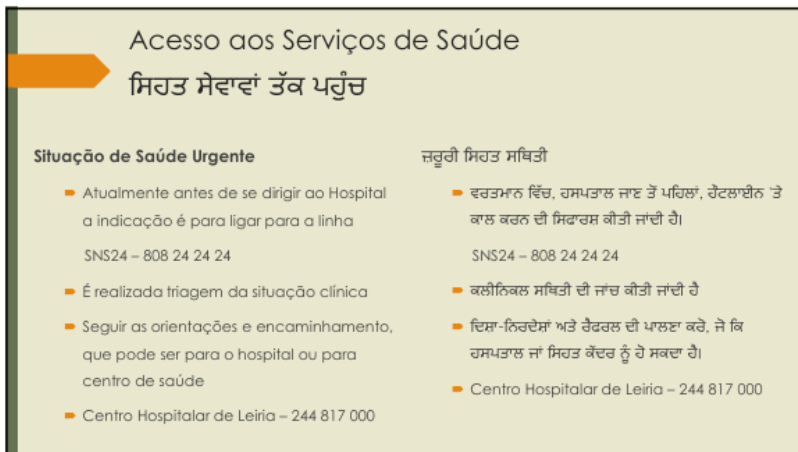 Acesso aos Serviços de Saúde
ਸਿਹਤ ਸੇਵਾਵਾਂ ਤੱਕ ਪਹੁੰਚ
Situação de Saúde Urgente
Atualmente antes de se dirigir ao Hospital
a indicação é para ligar para a linha
SNS24 – 808 24 24 24
É realizada triagem da situação clínica
Seguir as orientações e encaminhamento,
que pode ser para o hospital ou para
centro de saúde
Centro Hospitalar de Leiria – 244 817 000
ਜ਼ਰੂਰੀ ਸਿਹਤ ਸਥਿਤੀ
ਵਰਤਮਾਨ ਵਿੱਚ, ਹਸਪਤਾਲ ਜਾਣ ਤੋਂ ਪਹਿਲਾਂ, ਹੌਟਲਾਈਨ 'ਤੇ
ਕਾਲ ਕਰਨ ਦੀ ਸਿਫਾਰਸ਼ ਕੀਤੀ ਜਾਂਦੀ ਹੈ।
SNS24 – 808 24 24 24
ਕਲੀਨਿਕਲ ਸਥਿਤੀ ਦੀ ਜਾਂਚ ਕੀਤੀ ਜਾਂਦੀ ਹੈ
ਦਿਸ਼ਾ-ਨਿਰਦੇਸ਼ਾਂ ਅਤੇ ਰੈਫਰਲ ਦੀ ਪਾਲਣਾ ਕਰੋ, ਜੋ ਕਿ
ਹਸਪਤਾਲ ਜਾਂ ਸਿਹਤ ਕੇਂਦਰ ਨੂੰ ਹੋ ਸਕਦਾ ਹੈ।
Centro Hospitalar de Leiria – 244 817 000